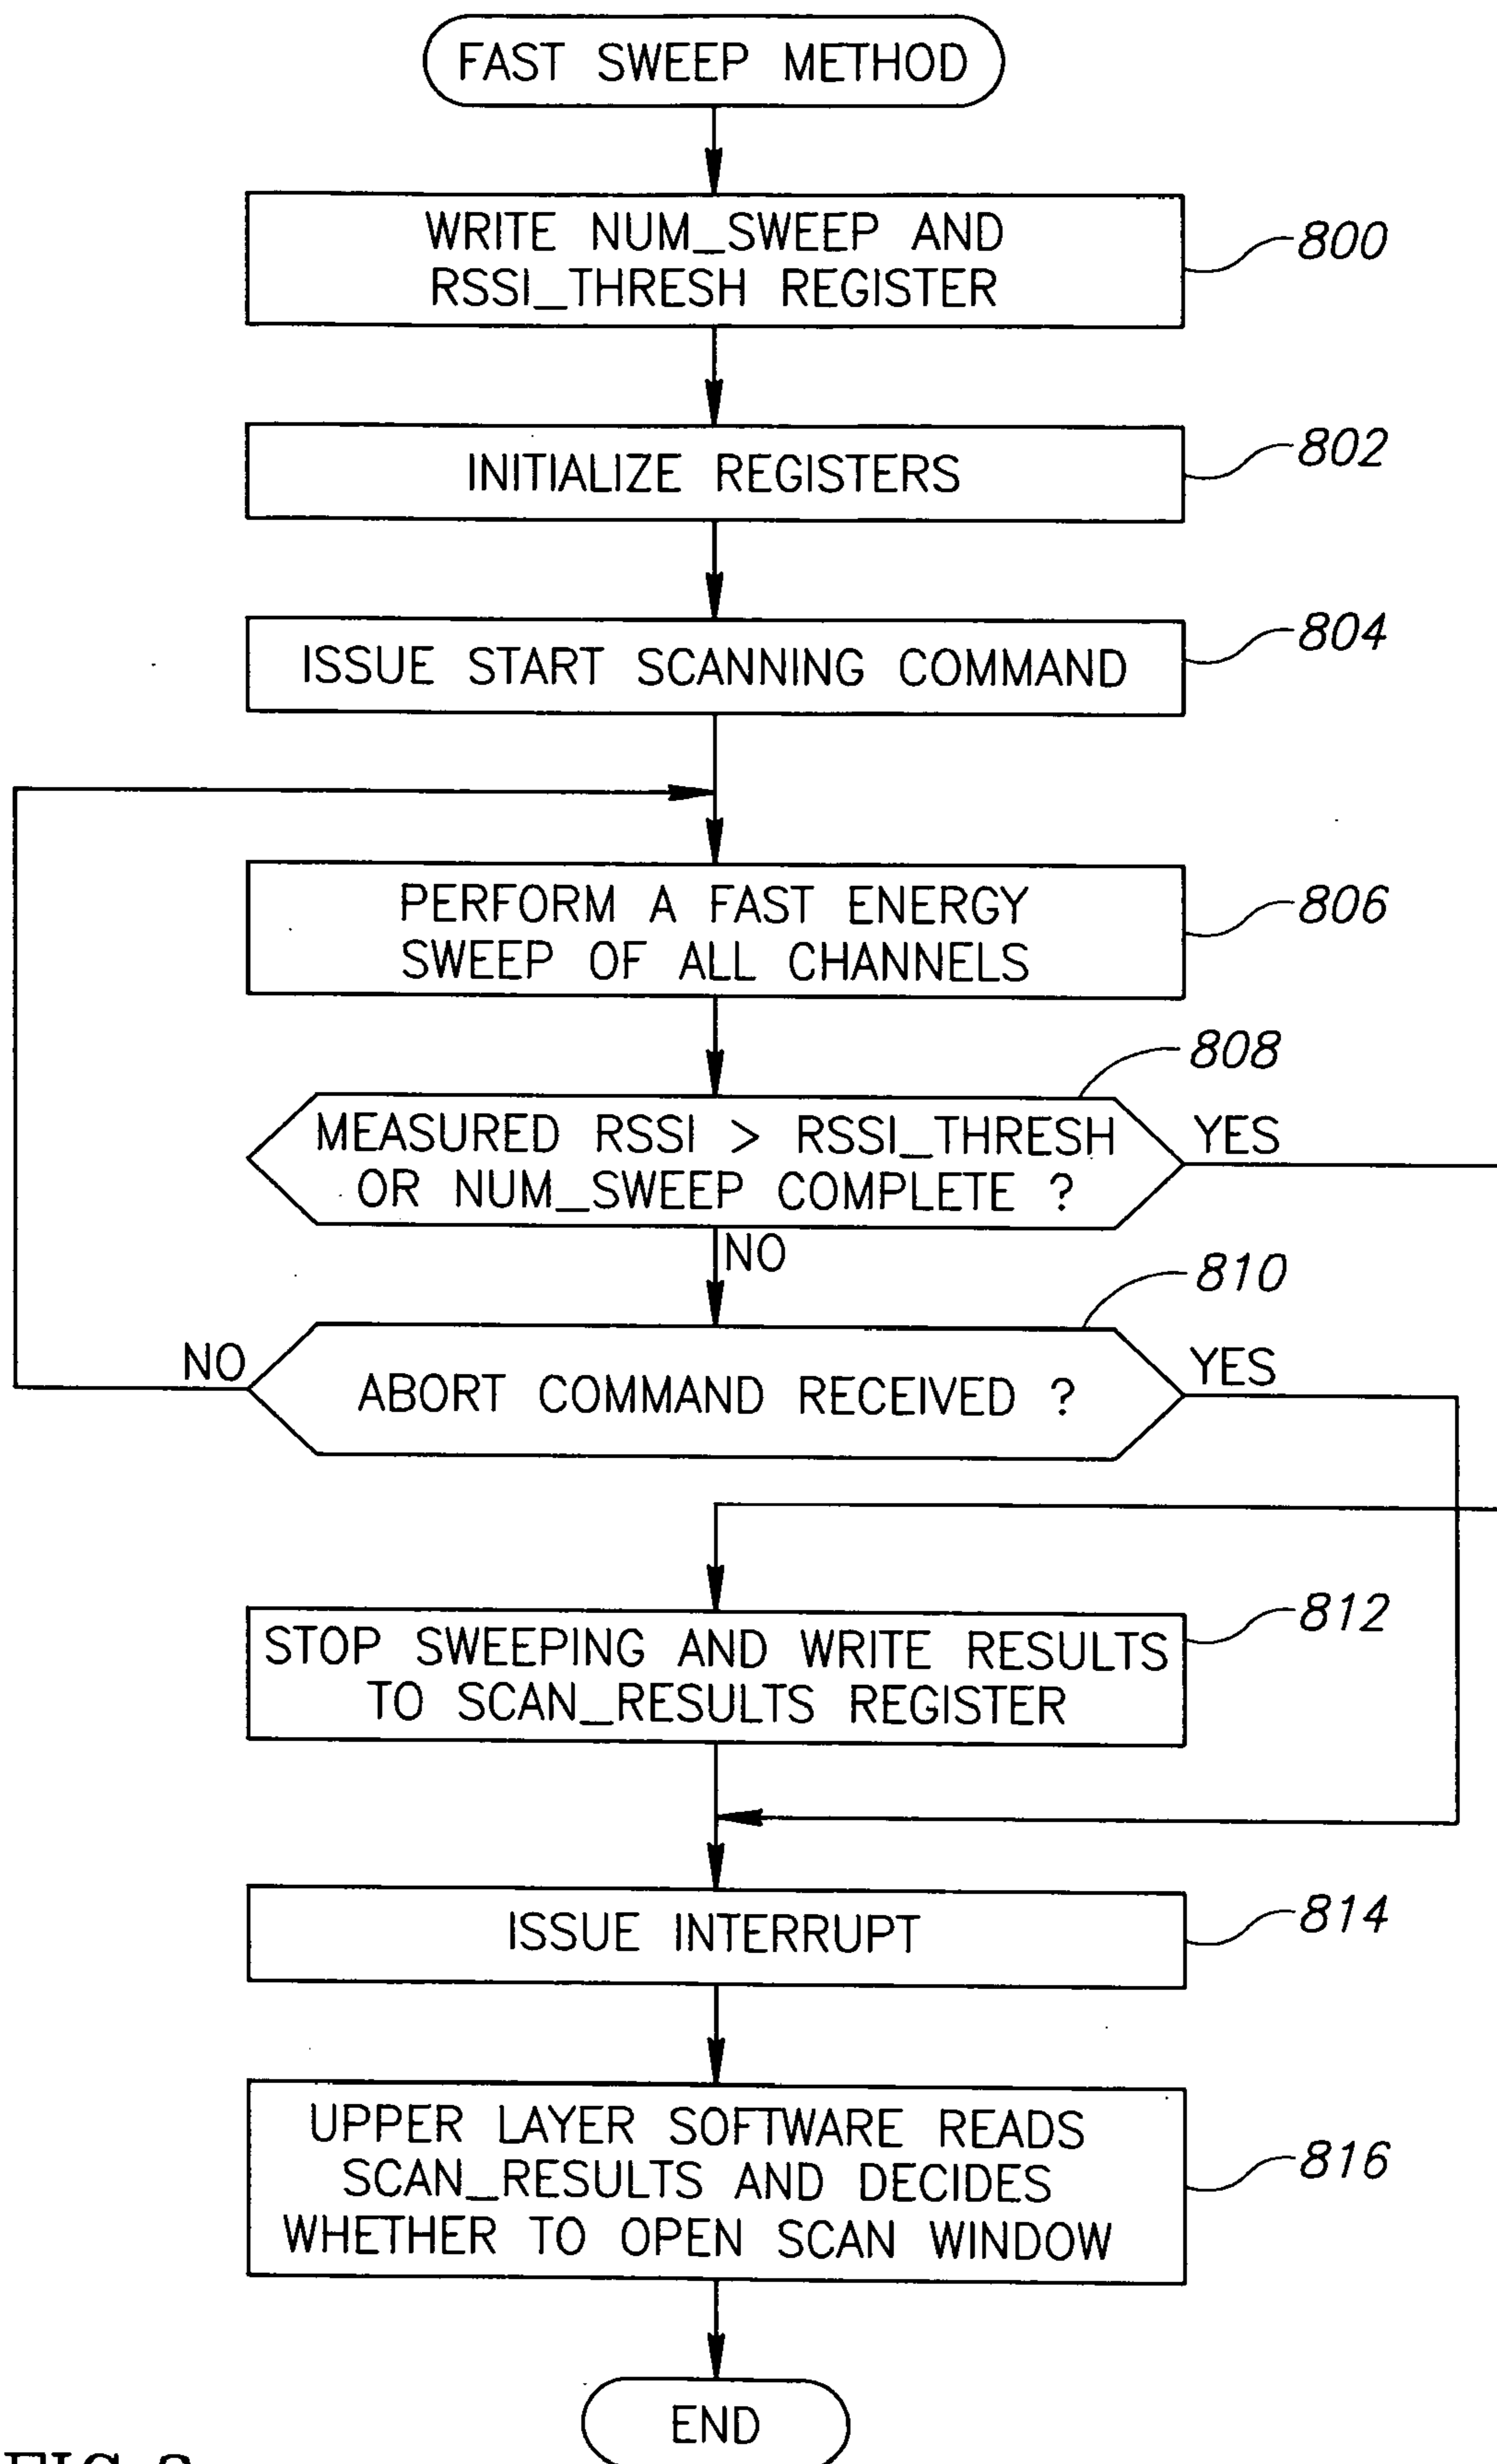 FAST SWEEP METHOD
WRITE NUM_SWEEP AND
RSSI_THRESH REGISTER
800
INITIALIZE REGISTERS
802
ISSUE START SCANNING COMMAND
804
PERFORM A FAST ENERGY
SWEEP OF ALL CHANNELS
806
808
MEASURED RSSI > RSSI_THRESH
OR NUM_SWEEP COMPLETE ?
YES
NO
810
NO
ABORT COMMAND RECEIVED ?
YES
STOP SWEEPING AND WRITE RESULTS
TO SCAN_RESULTS REGISTER
812
ISSUE INTERRUPT
814
UPPER LAYER SOFTWARE READS
SCAN_RESULTS AND DECIDES
WHETHER TO OPEN SCAN WINDOW
816
END